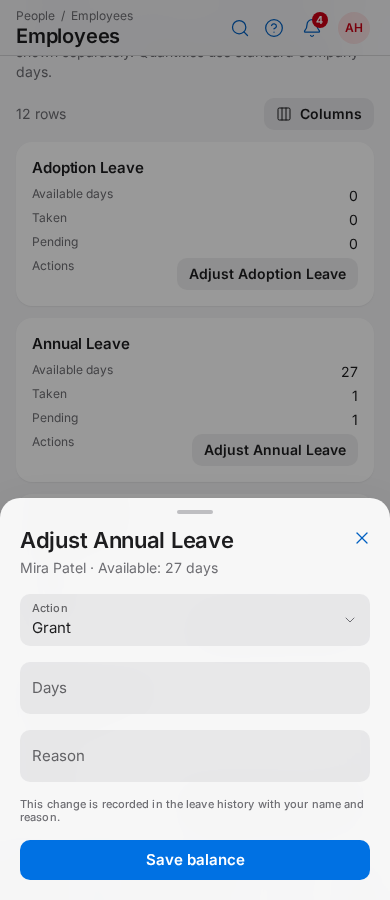 People / Employees
Employees
4
AH
shown separately. Quantities use standard company
days.
12 rows
Columns
Adoption Leave
Available days
0
Taken
0
Pending
0
Actions
Adjust Adoption Leave
Annual Leave
Available days
27
Taken
1
Pending
1
Actions
Adjust Annual Leave
Adjust Annual Leave
Mira Patel · Available: 27 days
Action
Grant
Days
Reason
This change is recorded in the leave history with your name and
reason.
Save balance